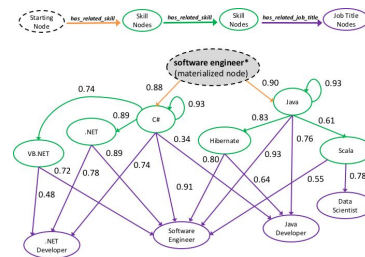 Starting
Node
has_related_skill
Skill
Nodes
has_related_skill
Skill
Nodes
has_related_job_title
Job Title
Nodes
software engineer*
(materialized node)
0.88
0.90
0.74
0.93
0.93
C#
Java
0.89
0.83
0.76
0.61
.NET
Hibernate
VB.NET
Scala
0.89
0.74
0.34
0.93
0.80
0.72
0.78
0.64
0.55
0.78
0.48
0.91
.NET
Developer
Software
Engineer
Java
Developer
Data
Scientist